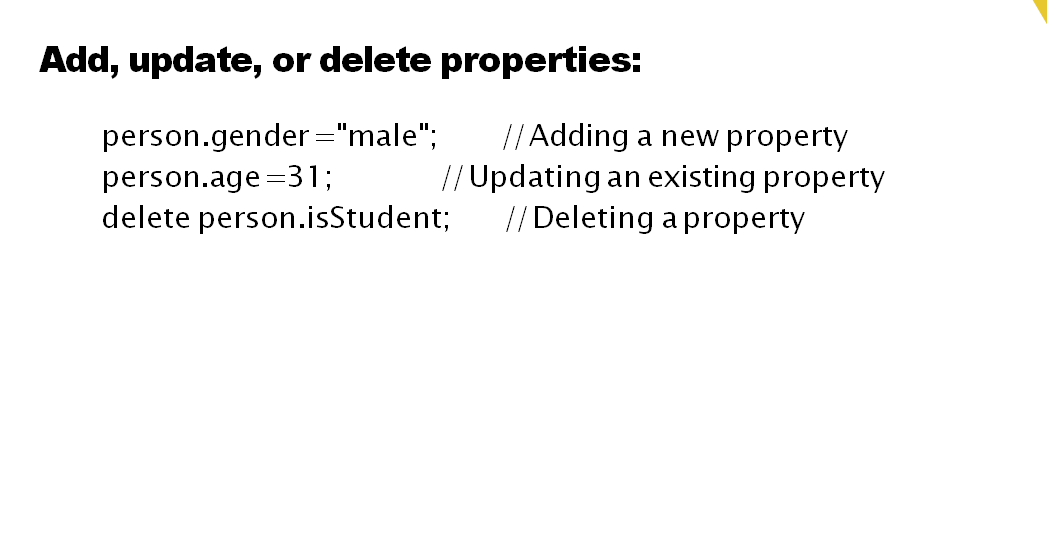 Add, update, or delete properties:
person.gender ="male"; // Adding a new property
person.age =31; // Updating an existing property
delete person.isStudent; // Deleting a property